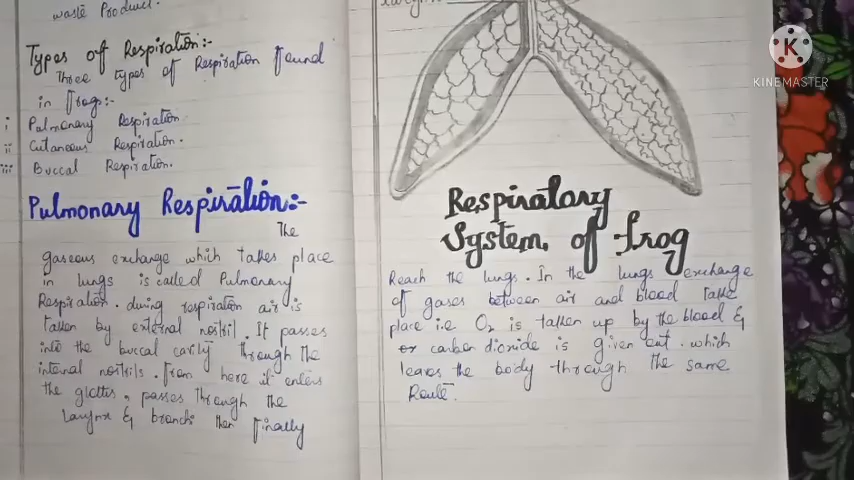 waste Product.
Types of Respiration:-
Three types of Respiration found
in frog:-
i Pulmonary Respiration
ii Cutaneous Respiration.
iii Buccal Respiration.
Pulmonary Respiration:-
The
gaseous exchange which takes place
in lungs is called Pulmonary
Respiration. during respiration air is
taken by external nostril. It passes
into the buccal cavity through the
internal nostrils. From here it enters
the glottis, passes through the
Larynx & bronchi then finally
Respiratory
System of frog
Reach the lungs. In the lungs exchange
of gases between air and blood take
place i.e O2 is taken up by the blood &
carbon dioxide is given out. which
leaves the body through the same
Route.
K
KINEMASTER